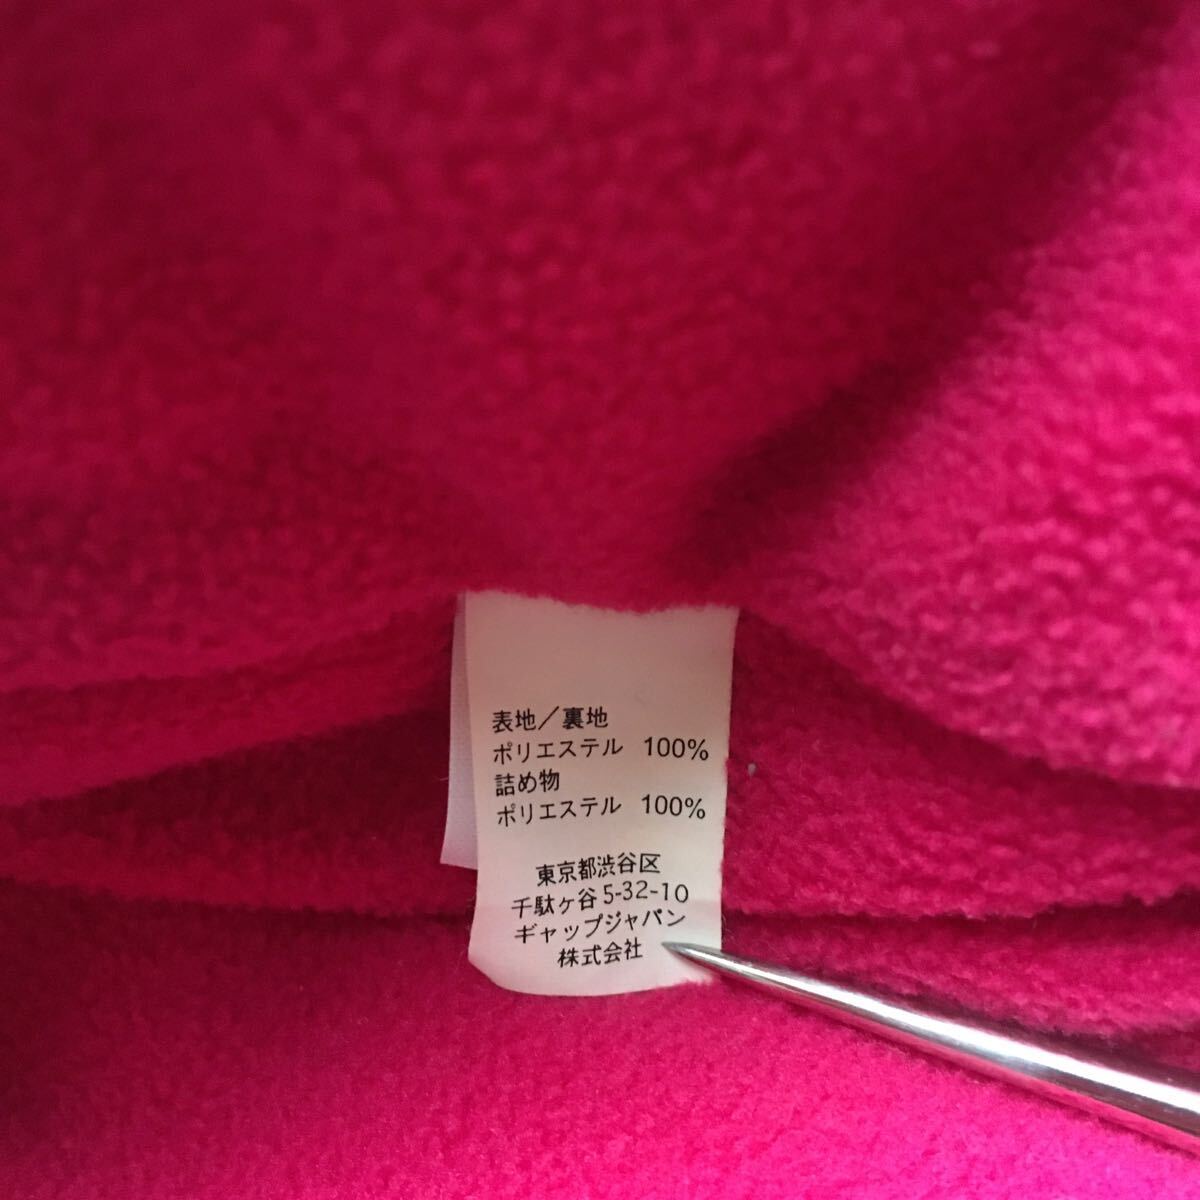 表地／裏地
ポリエステル 100%
詰め物
ポリエステル 100%
東京都渋谷区
千駄ヶ谷5-32-10
ギャップジャパン
株式会社